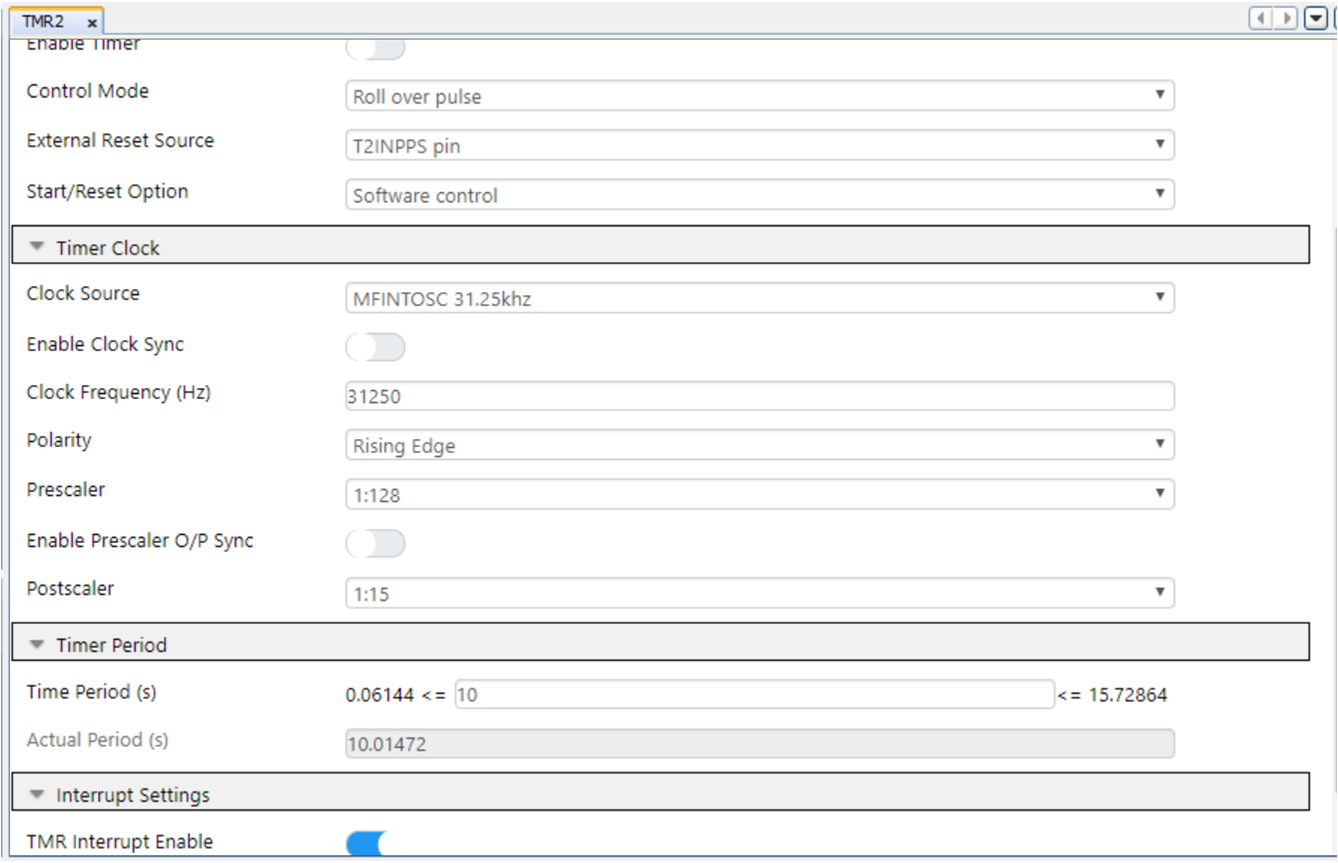 TMR2 x
Enable Timer
Control Mode
Roll over pulse
External Reset Source
T2INPPS pin
Start/Reset Option
Software control
Timer Clock
Clock Source
MFINTOSC 31.25khz
Enable Clock Sync
Clock Frequency (Hz)
31250
Polarity
Rising Edge
Prescaler
1:128
Enable Prescaler O/P Sync
Postscaler
1:15
Timer Period
Time Period (s)
0.06144 <= 10 <= 15.72864
Actual Period (s)
10.01472
Interrupt Settings
TMR Interrupt Enable